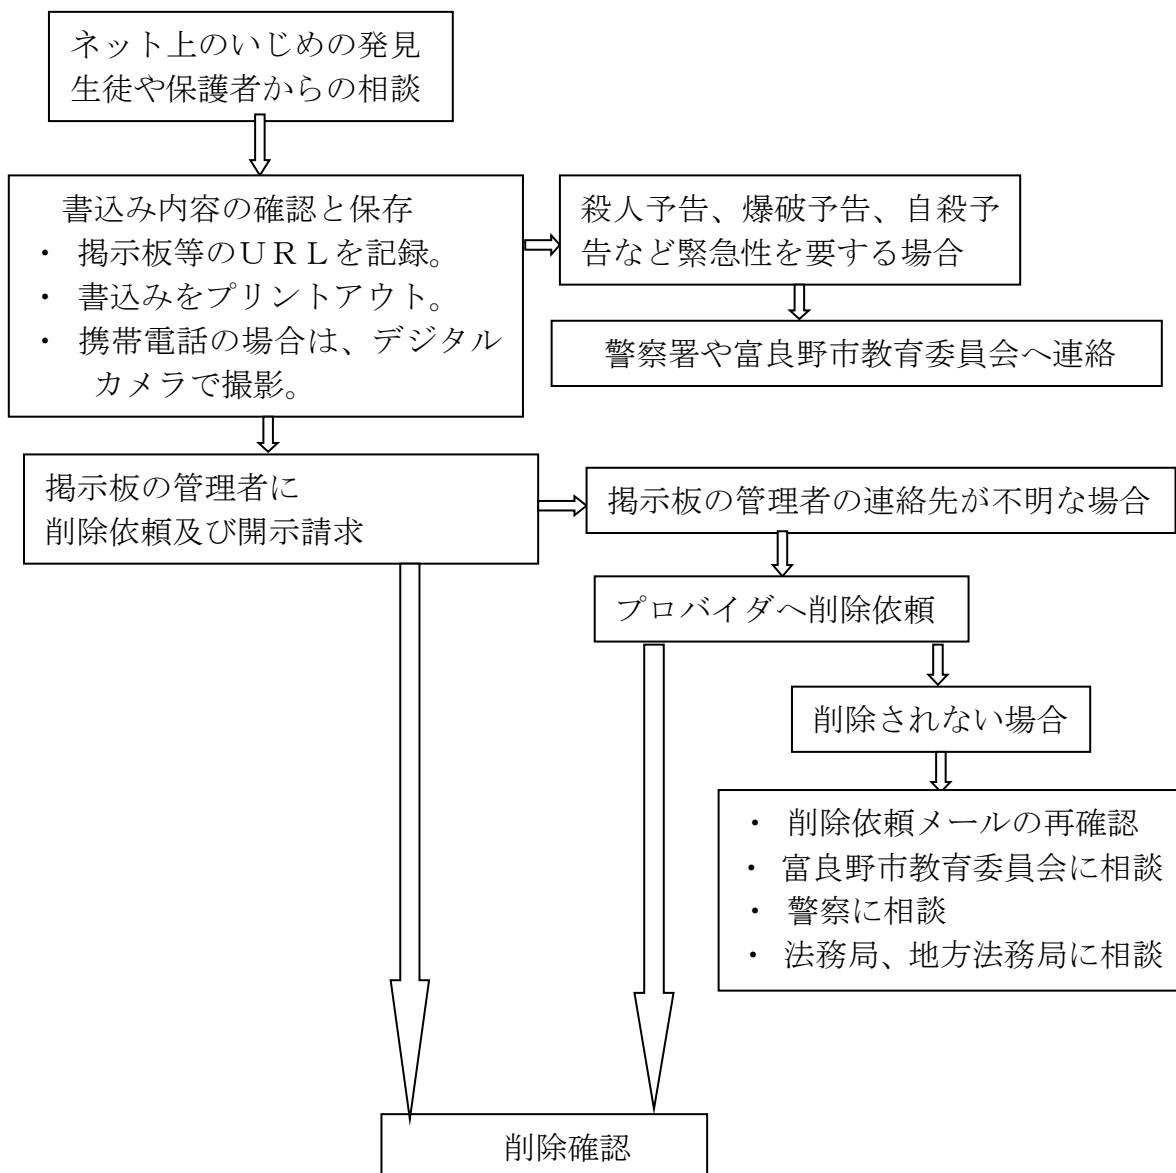 ネット上のいじめの発見
生徒や保護者からの相談
書込み内容の確認と保存
・ 掲示板等のＵＲＬを記録。
・ 書込みをプリントアウト。
・ 携帯電話の場合は、デジタル
カメラで撮影。
殺人予告、爆破予告、自殺予
告など緊急性を要する場合
警察署や富良野市教育委員会へ連絡
掲示板の管理者に
削除依頼及び開示請求
掲示板の管理者の連絡先が不明な場合
プロバイダへ削除依頼
削除されない場合
・ 削除依頼メールの再確認
・ 富良野市教育委員会に相談
・ 警察に相談
・ 法務局、地方法務局に相談
削除確認